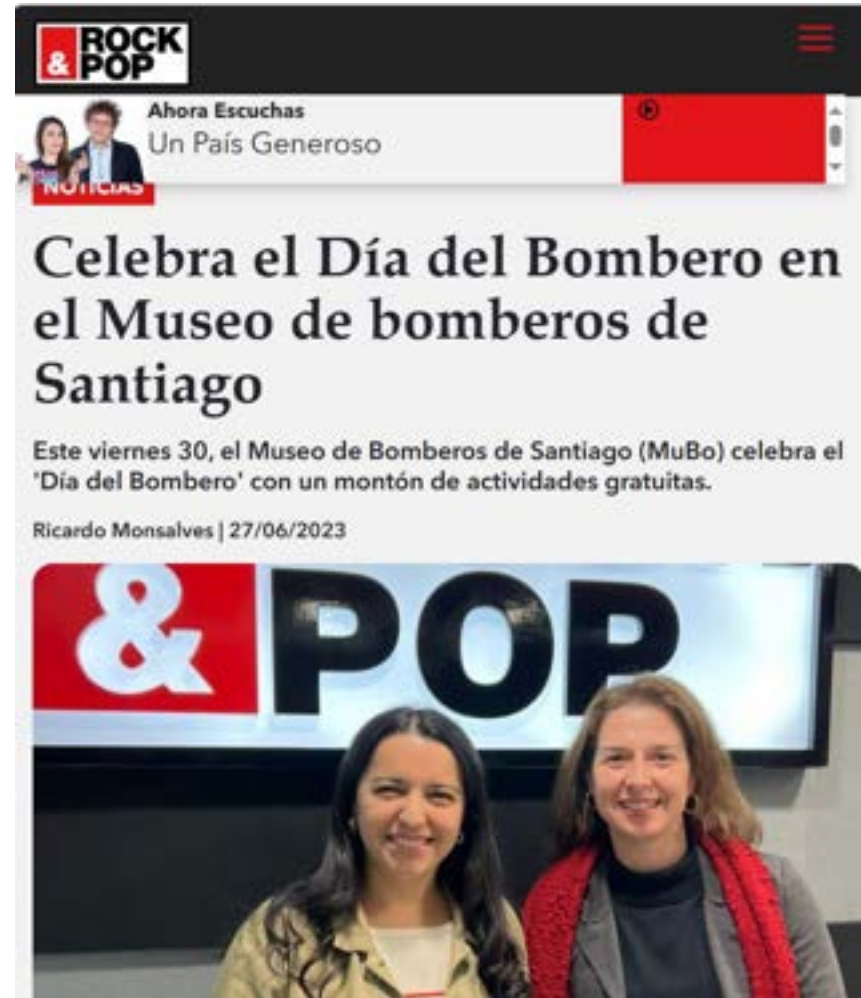 ROCK
& POP
Ahora Escuchas
Un País Generoso
NOTICIAS
Celebra el Día del Bombero en
el Museo de bomberos de
Santiago
Este viernes 30, el Museo de Bomberos de Santiago (MuBo) celebra el
'Día del Bombero' con un montón de actividades gratuitas.
Ricardo Monsalves | 27/06/2023
& POP